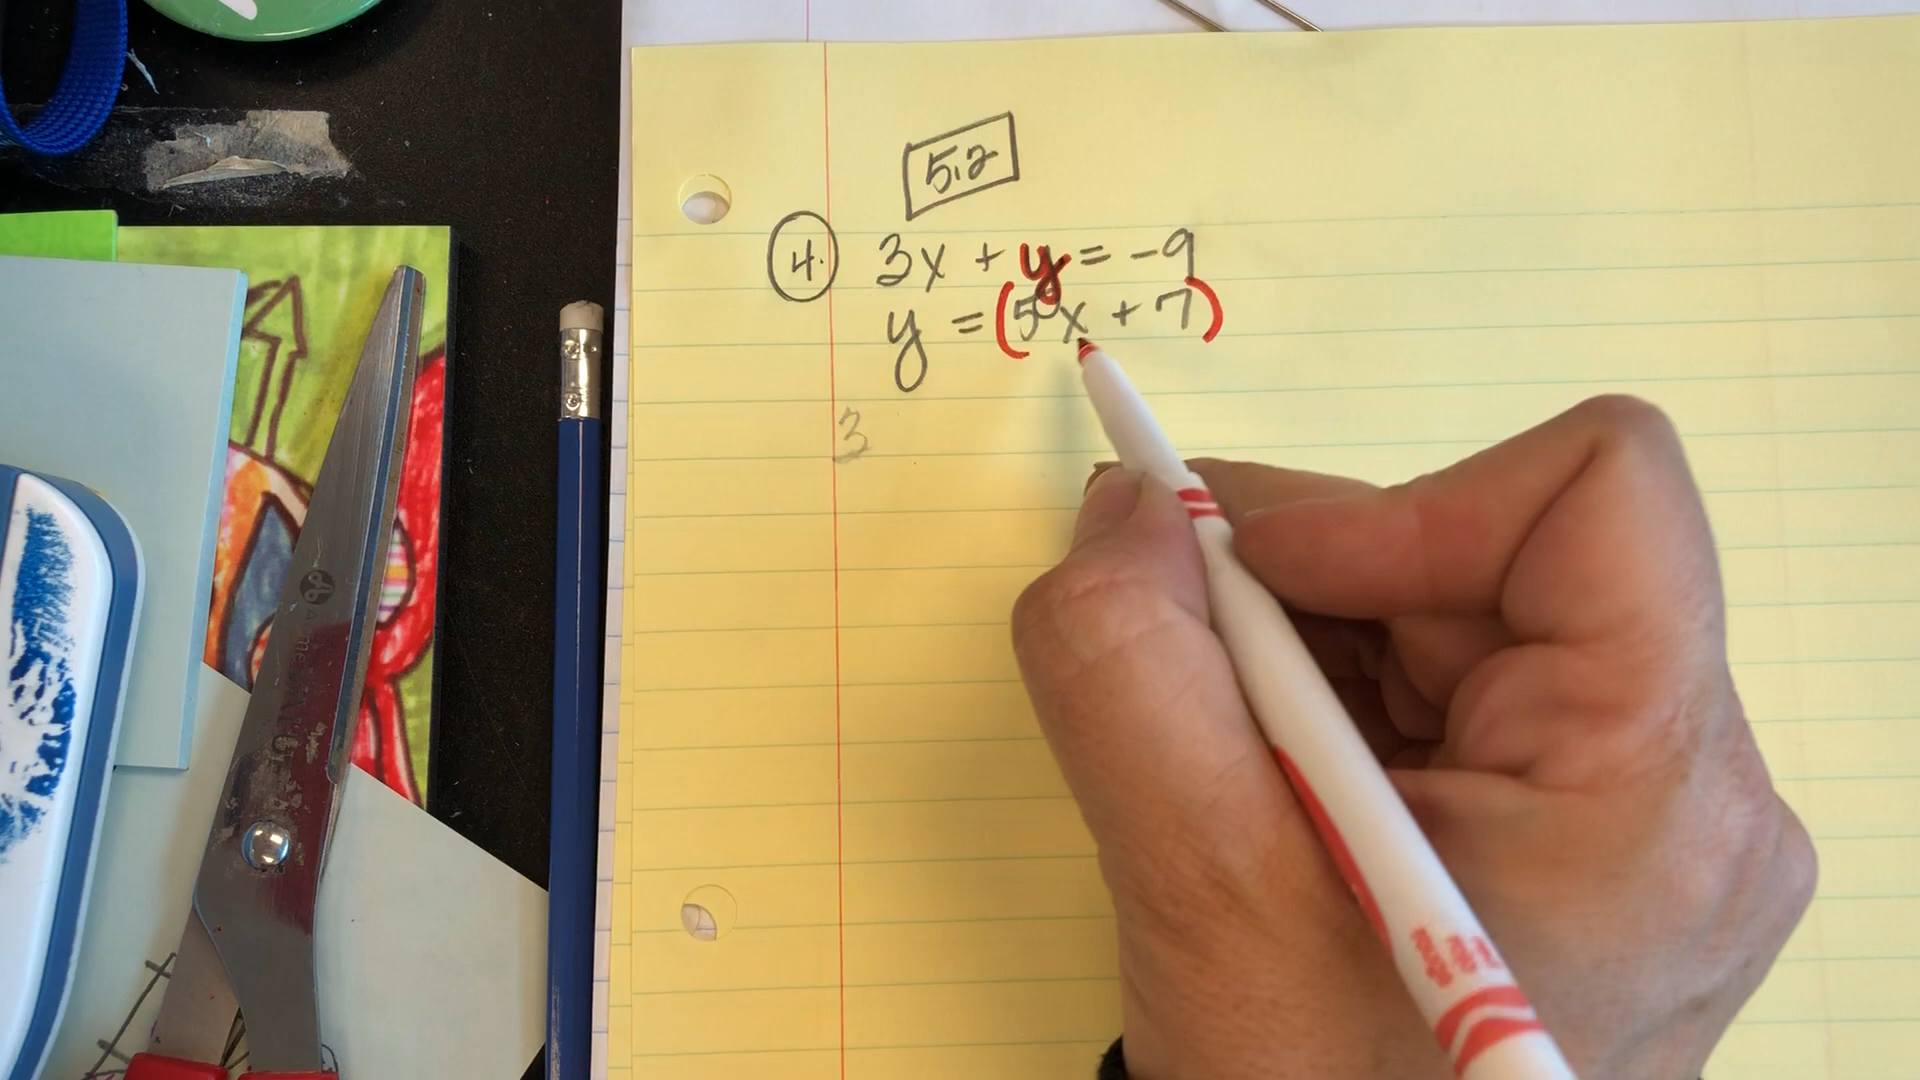 5.2
4. 3x + y = -9
y = (5x + 7)
3